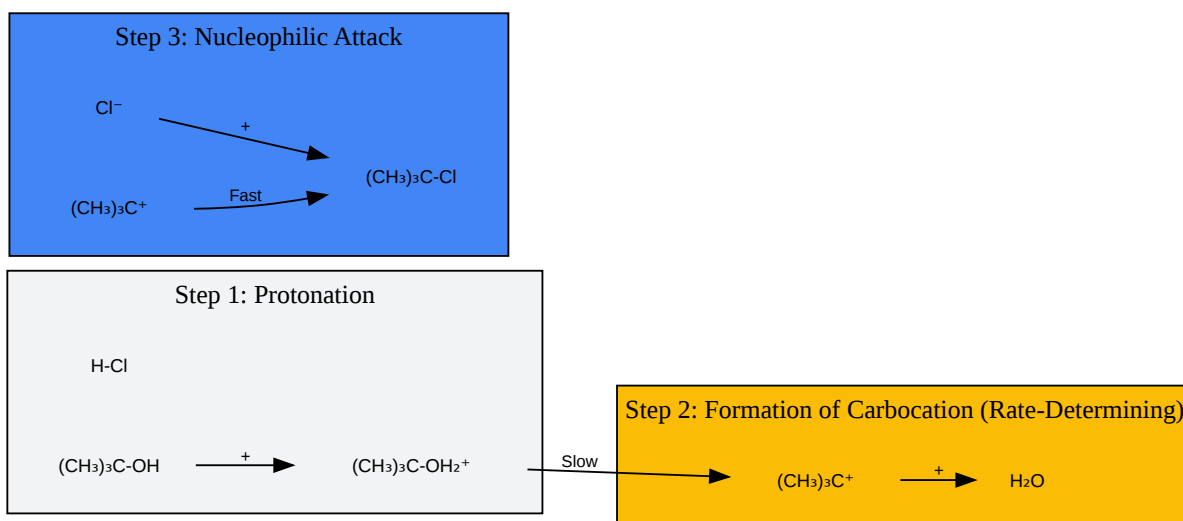 Step 3: Nucleophilic Attack
Cl⁻
+
(CH₃)₃C-Cl
(CH₃)₃C⁺
Fast
Step 1: Protonation
H-Cl
(CH₃)₃C-OH
+
(CH₃)₃C-OH₂⁺
Slow
Step 2: Formation of Carbocation (Rate-Determining)
(CH₃)₃C⁺
+
H₂O